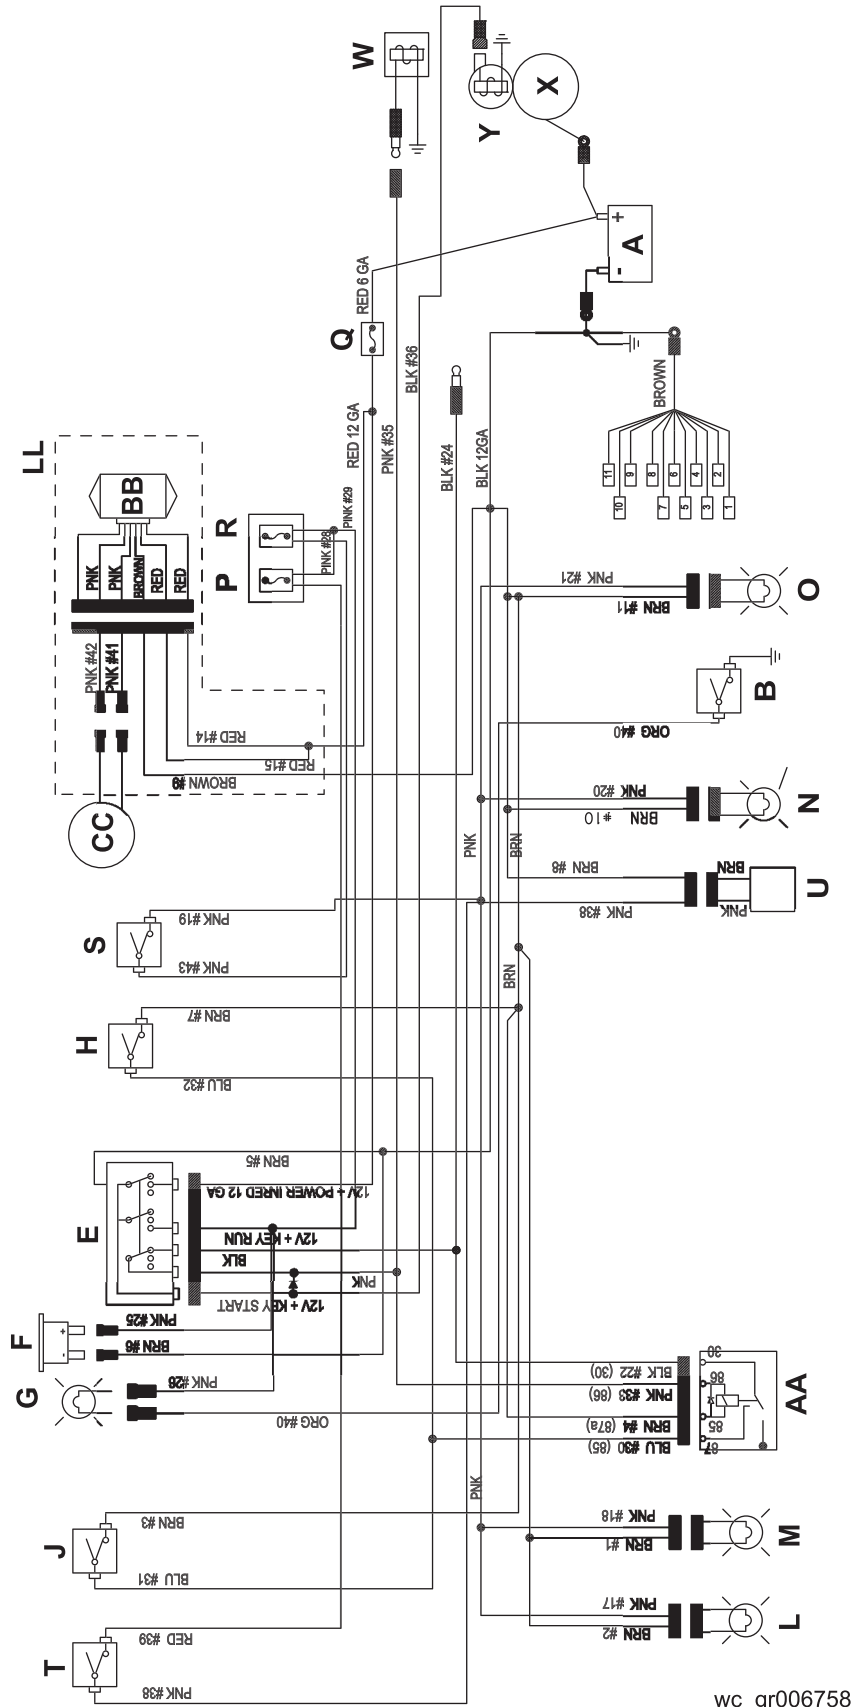 W
X
Y
A
+
-
RED 6 GA
Q
BLK #36
BROWN
LL
RED 12 GA
PNK #35
BLK #24
BLK 12GA
11
9
8
6
4
2
10
7
5
3
1
BB
R
P
PINK #29
PINK #28
PNK
PNK
BROWN
RED
RED
PNK #21
BRN #11
O
PNK #42
PNK #41
B
RED #14
RED #15
BROWN #9
ORG #40
CC
PNK #20
BRN #10
N
PNK
BRN
BRN #8
BRN
PNK
U
PNK #38
S
PNK #19
PNK #43
BRN
H
BRN #7
BLU #32
BRN #5
E
12V + POWER IN
RED 12 GA
12V + KEY RUN
BLK
PNK
12V + KEY START
F
+
-
PNK #25
BRN #6
G
PNK #26
ORG #40
BLK #22 (30)
PNK #33 (86)
BRN #4 (87a)
BLU #30 (85)
30
86
85
87
AA
PNK
J
BRN #3
BLU #31
PNK #18
BRN #1
M
PNK #17
BRN #2
L
T
RED #39
PNK #38
wc_gr006758